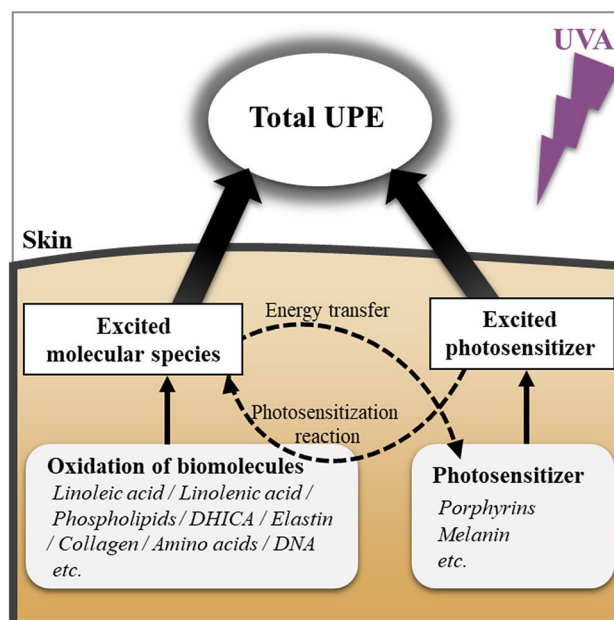 UVA
Total UPE
Skin
Energy transfer
Excited
molecular species
Excited
photosensitizer
Photosensitization
reaction
Oxidation of biomolecules
Linoleic acid / Linolenic acid /
Phospholipids / DHICA / Elastin
/ Collagen / Amino acids / DNA
etc.
Photosensitizer
Porphyrins
Melanin
etc.